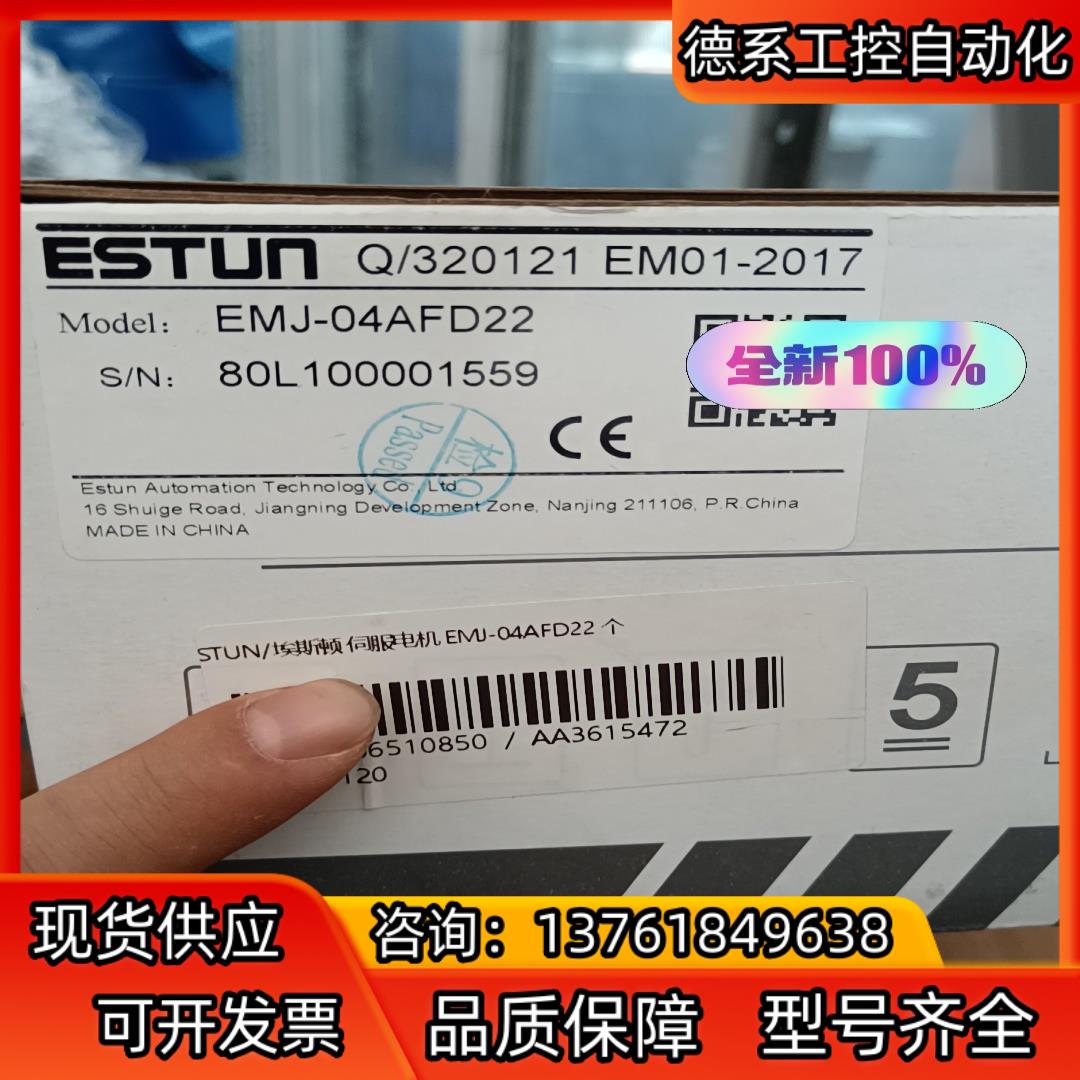 德系工控自动化
ESTUN Q/320121 EM01-2017
Model: EMJ-04AFD22
S/N: 80L100001559
全新100%
Passed
CE
Estun Automation Technology Co., Ltd
16 Shuige Road, Jiangning Development Zone, Nanjing 211106, P.R.China
MADE IN CHINA
STUN/埃斯顿 伺服电机 EMJ-04AFD22 个
6510850 / AA3615472
120
5
现货供应
咨询：13761849638
可开发票
品质保障
型号齐全